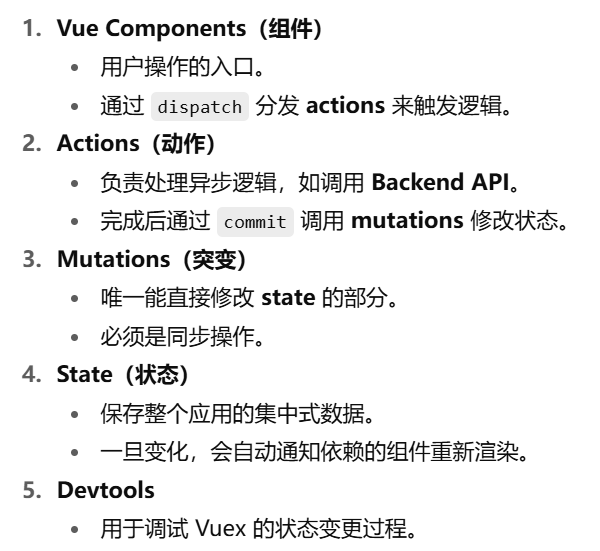 1. Vue Components（组件）
• 用户操作的入口。
• 通过 dispatch 分发 actions 来触发逻辑。
2. Actions（动作）
• 负责处理异步逻辑，如调用 Backend API。
• 完成后通过 commit 调用 mutations 修改状态。
3. Mutations（突变）
• 唯一能直接修改 state 的部分。
• 必须是同步操作。
4. State（状态）
• 保存整个应用的集中式数据。
• 一旦变化，会自动通知依赖的组件重新渲染。
5. Devtools
• 用于调试 Vuex 的状态变更过程。